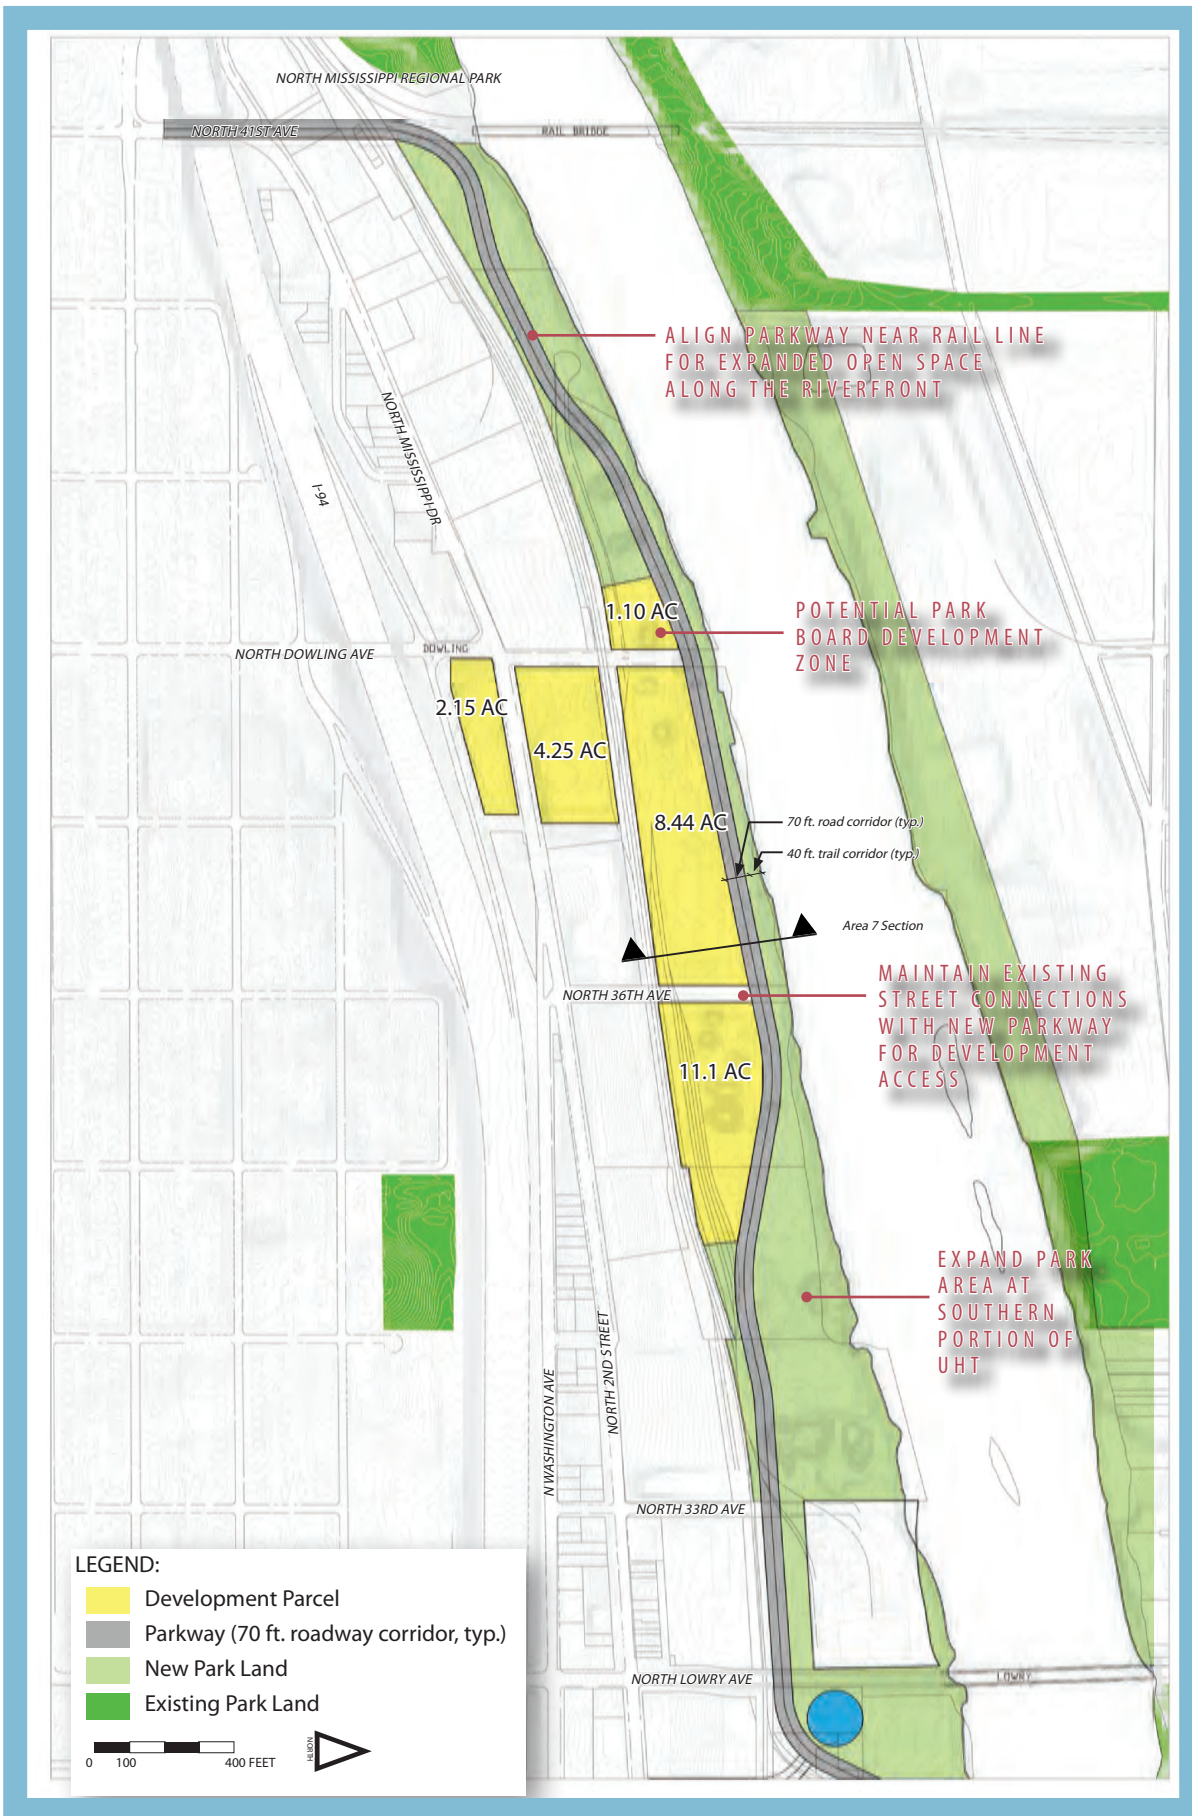 NORTH MISSISSIPPI REGIONAL PARK
NORTH 41ST AVE
RAIL BRIDGE
ALIGN PARKWAY NEAR RAIL LINE
FOR EXPANDED OPEN SPACE
ALONG THE RIVERFRONT
NORTH MISSISSIPPI DR
I-94
1.10 AC
POTENTIAL PARK
BOARD DEVELOPMENT
ZONE
NORTH DOWLING AVE
DOWLING
2.15 AC
4.25 AC
8.44 AC
70 ft. road corridor (typ.)
40 ft. trail corridor (typ.)
Area 7 Section
NORTH 36TH AVE
MAINTAIN EXISTING
STREET CONNECTIONS
WITH NEW PARKWAY
FOR DEVELOPMENT
ACCESS
11.1 AC
EXPAND PARK
AREA AT
SOUTHERN
PORTION OF
UHT
N WASHINGTON AVE
NORTH 2ND STREET
NORTH 33RD AVE
NORTH LOWRY AVE
LOWRY
LEGEND:
Development Parcel
Parkway (70 ft. roadway corridor, typ.)
New Park Land
Existing Park Land
0 100 400 FEET
NORTH